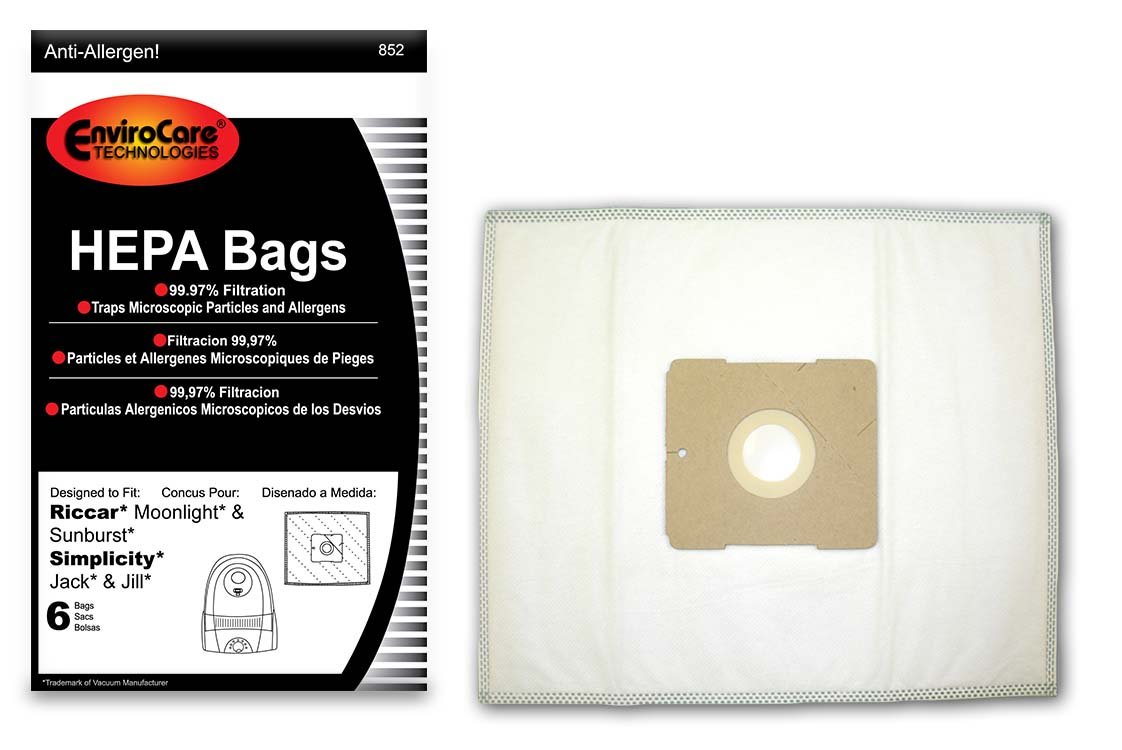 Anti-Allergen! 852
EnviroCare®
TECHNOLOGIES
HEPA Bags
99.97% Filtration
Traps Microscopic Particles and Allergens
Filtracion 99,97%
Particles et Allergenes Microscopiques de Pieges
99,97% Filtracion
Particulas Alergenicos Microscopicos de los Desvios
Designed to Fit: Concus Pour: Disenado a Medida:
Riccar* Moonlight* &
Sunburst*
Simplicity*
Jack* & Jill*
6 Bags
Sacs
Bolsas
*Trademark of Vacuum Manufacturer